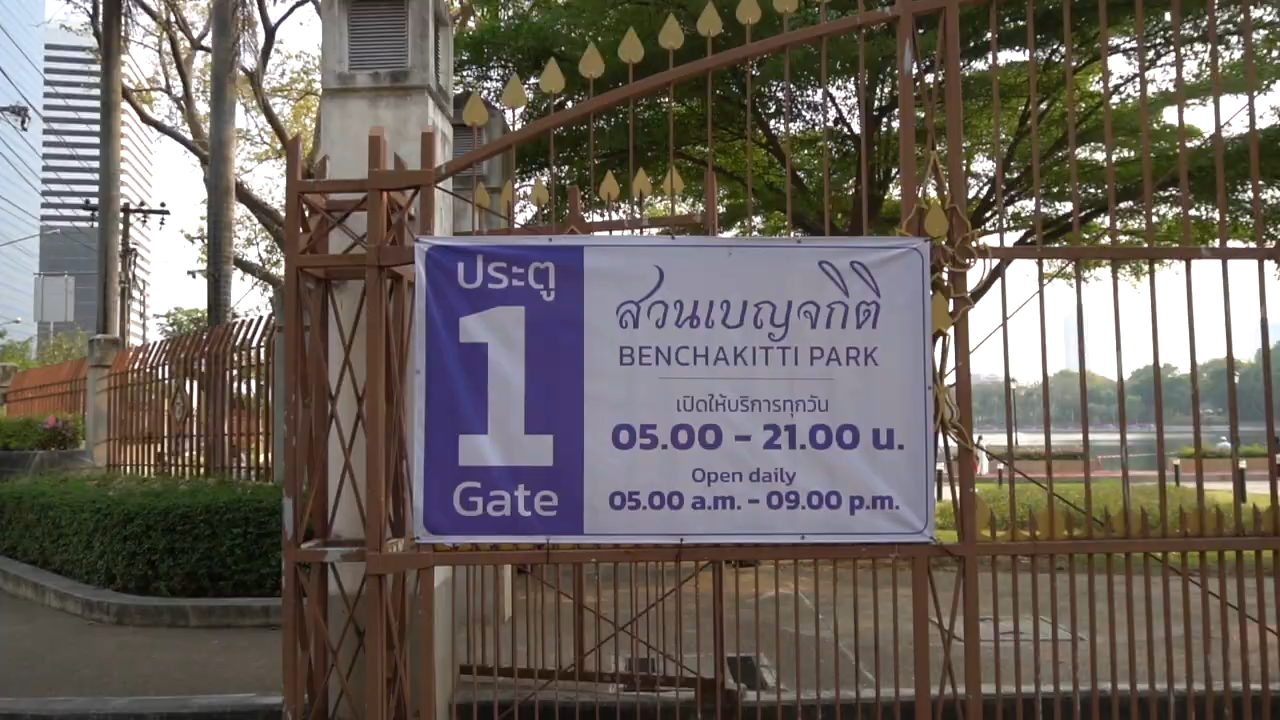 ประตู
1
Gate
สวนเบญจกิติ
BENCHAKITTI PARK
เปิดให้บริการทุกวัน
05.00 - 21.00 น.
Open daily
05.00 a.m. - 09.00 p.m.